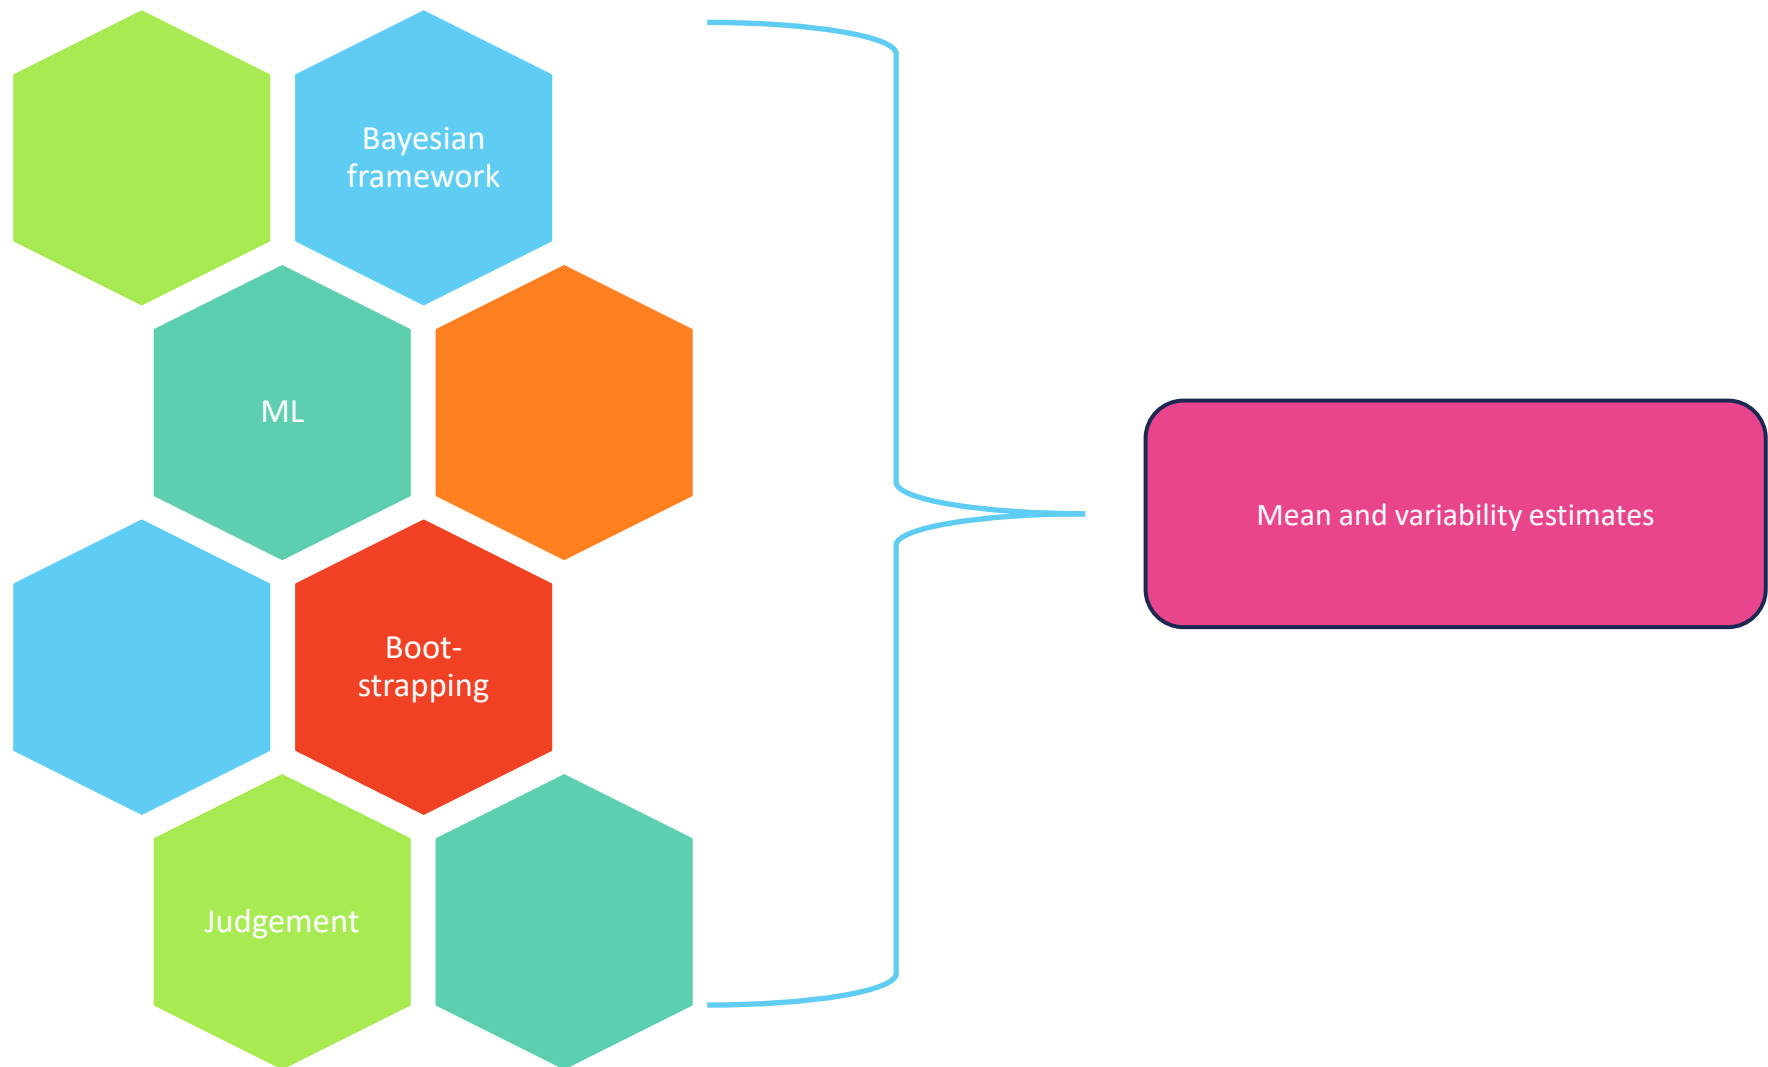 Bayesian
framework
ML
Boot-
strapping
Judgement
Mean and variability estimates